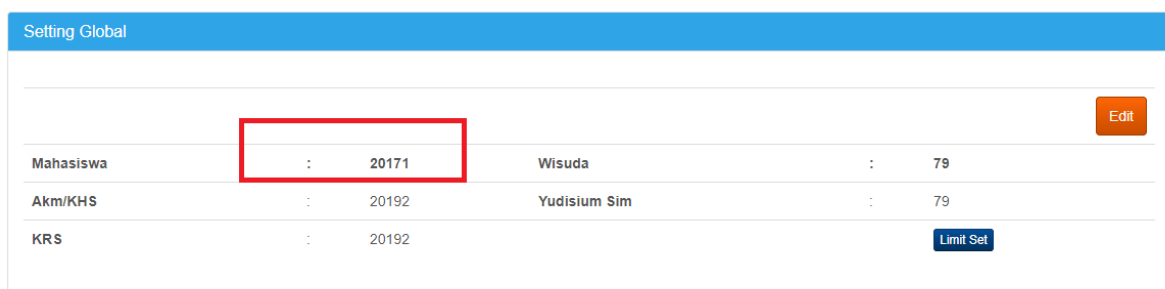 Setting Global
Edit
Mahasiswa : 20171 Wisuda : 79
Akm/KHS : 20192 Yudisium Sim : 79
KRS : 20192 Limit Set